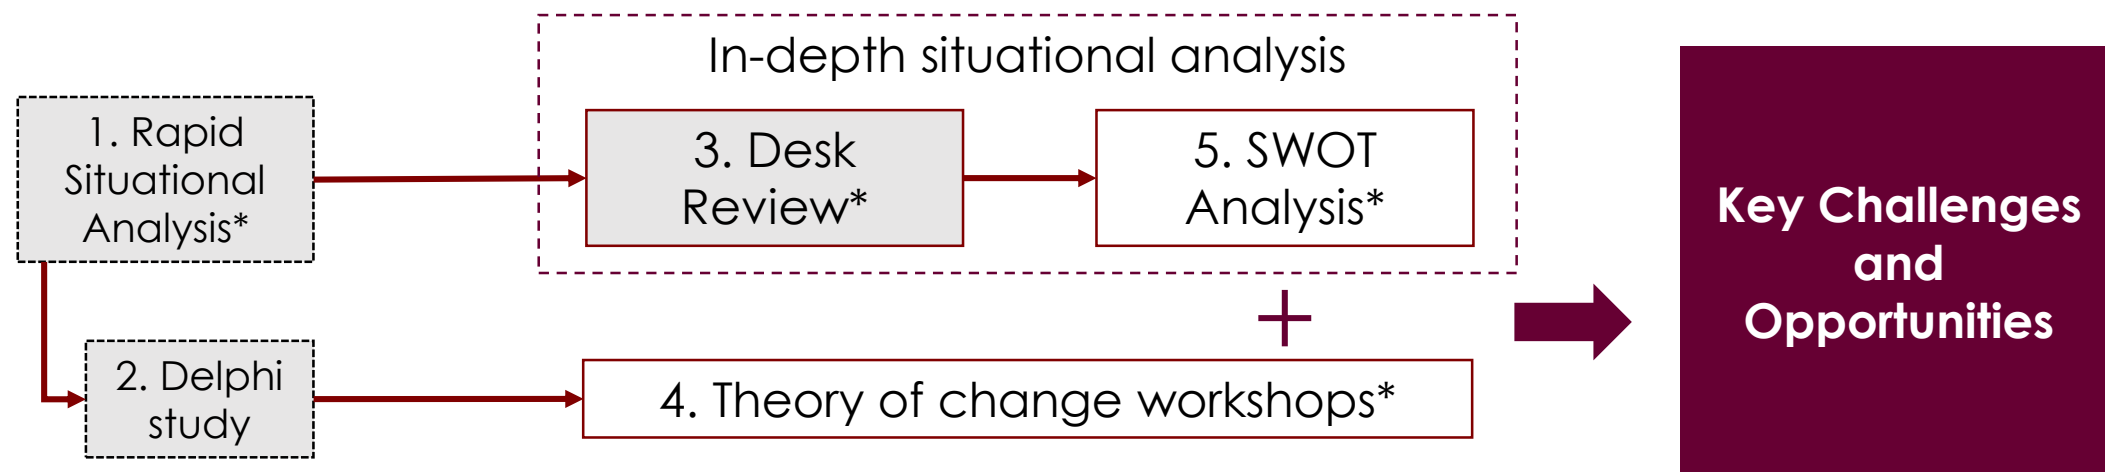 In-depth situational analysis
1. Rapid
Situational
Analysis*
3. Desk
Review*
5. SWOT
Analysis*
2. Delphi
study
4. Theory of change workshops*
Key Challenges
and
Opportunities